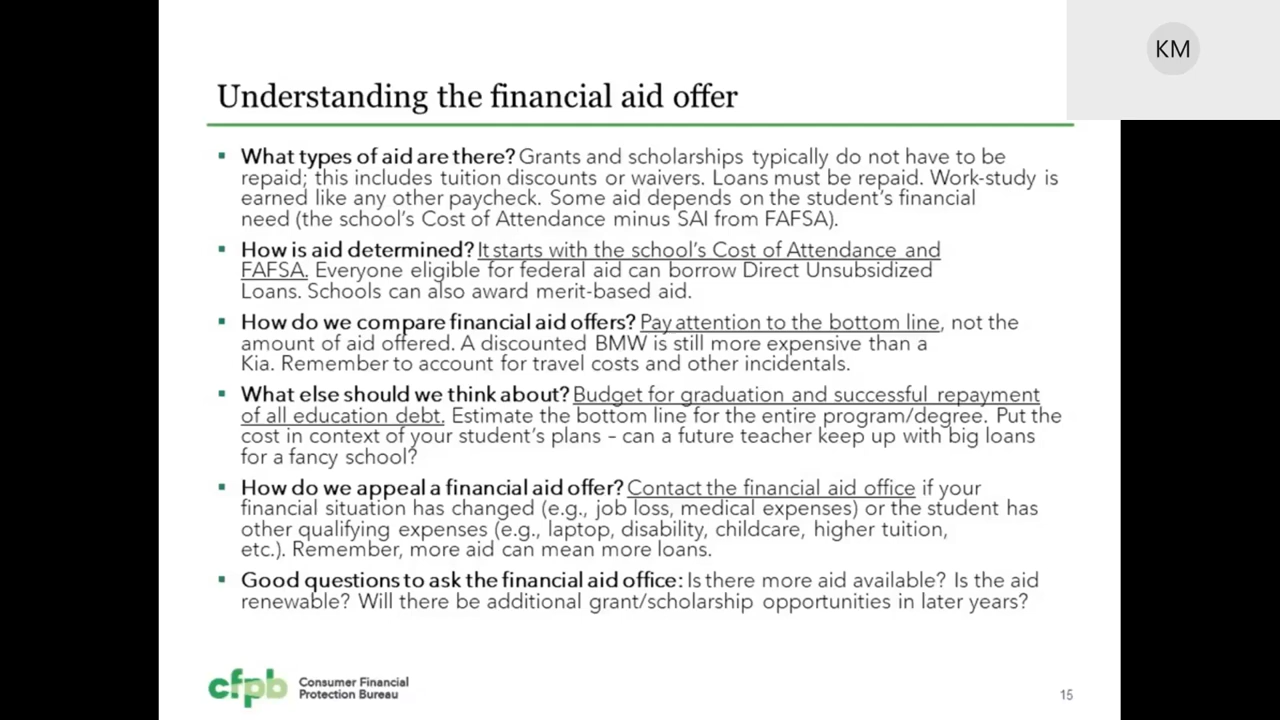 KM
Understanding the financial aid offer
▪ What types of aid are there? Grants and scholarships typically do not have to be
repaid; this includes tuition discounts or waivers. Loans must be repaid. Work-study is
earned like any other paycheck. Some aid depends on the student's financial
need (the school's Cost of Attendance minus SAI from FAFSA).
▪ How is aid determined? It starts with the school's Cost of Attendance and
FAFSA. Everyone eligible for federal aid can borrow Direct Unsubsidized
Loans. Schools can also award merit-based aid.
▪ How do we compare financial aid offers? Pay attention to the bottom line, not the
amount of aid offered. A discounted BMW is still more expensive than a
Kia. Remember to account for travel costs and other incidentals.
▪ What else should we think about? Budget for graduation and successful repayment
of all education debt. Estimate the bottom line for the entire program/degree. Put the
cost in context of your student's plans – can a future teacher keep up with big loans
for a fancy school?
▪ How do we appeal a financial aid offer? Contact the financial aid office if your
financial situation has changed (e.g., job loss, medical expenses) or the student has
other qualifying expenses (e.g., laptop, disability, childcare, higher tuition,
etc.). Remember, more aid can mean more loans.
▪ Good questions to ask the financial aid office: Is there more aid available? Is the aid
renewable? Will there be additional grant/scholarship opportunities in later years?
cfpb Consumer Financial
Protection Bureau
15